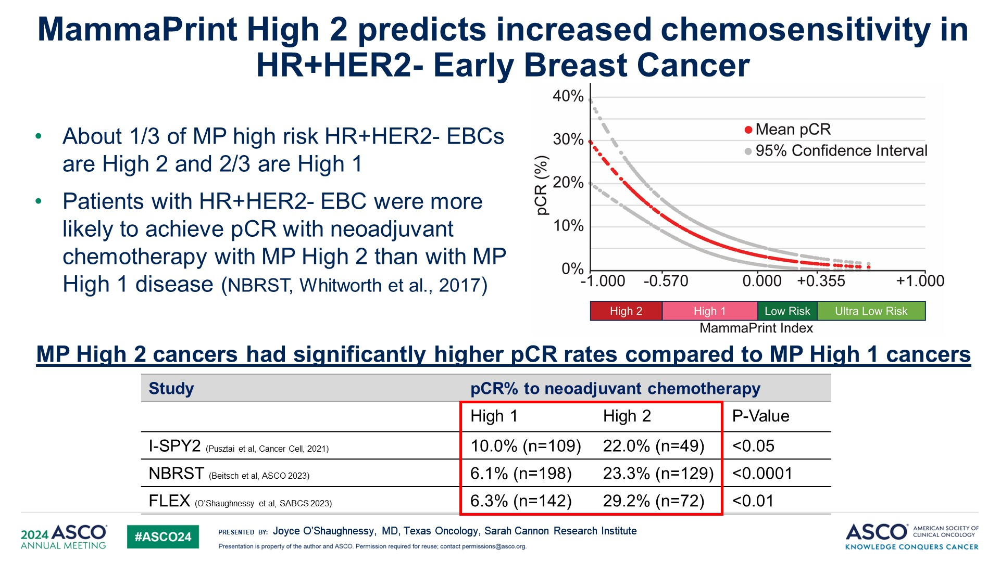 MammaPrint High 2 predicts increased chemosensitivity in
HR+HER2- Early Breast Cancer
• About 1/3 of MP high risk HR+HER2- EBCs
are High 2 and 2/3 are High 1
• Patients with HR+HER2- EBC were more
likely to achieve pCR with neoadjuvant
chemotherapy with MP High 2 than with MP
High 1 disease (NBRST, Whitworth et al., 2017)
pCR (%)
40%
30%
20%
10%
0%
Mean pCR
95% Confidence Interval
-1.000 -0.570 0.000 +0.355 +1.000
High 2 High 1 Low Risk Ultra Low Risk
MammaPrint Index
MP High 2 cancers had significantly higher pCR rates compared to MP High 1 cancers
Study pCR% to neoadjuvant chemotherapy
High 1 High 2 P-Value
I-SPY2 (Pusztai et al, Cancer Cell, 2021) 10.0% (n=109) 22.0% (n=49) <0.05
NBRST (Beitsch et al, ASCO 2023) 6.1% (n=198) 23.3% (n=129) <0.0001
FLEX (O'Shaughnessy et al, SABCS 2023) 6.3% (n=142) 29.2% (n=72) <0.01
2024 ASCO®
ANNUAL MEETING
#ASCO24
PRESENTED BY: Joyce O'Shaughnessy, MD, Texas Oncology, Sarah Cannon Research Institute
Presentation is property of the author and ASCO. Permission required for reuse; contact permissions@asco.org.
ASCO® AMERICAN SOCIETY OF
CLINICAL ONCOLOGY
KNOWLEDGE CONQUERS CANCER